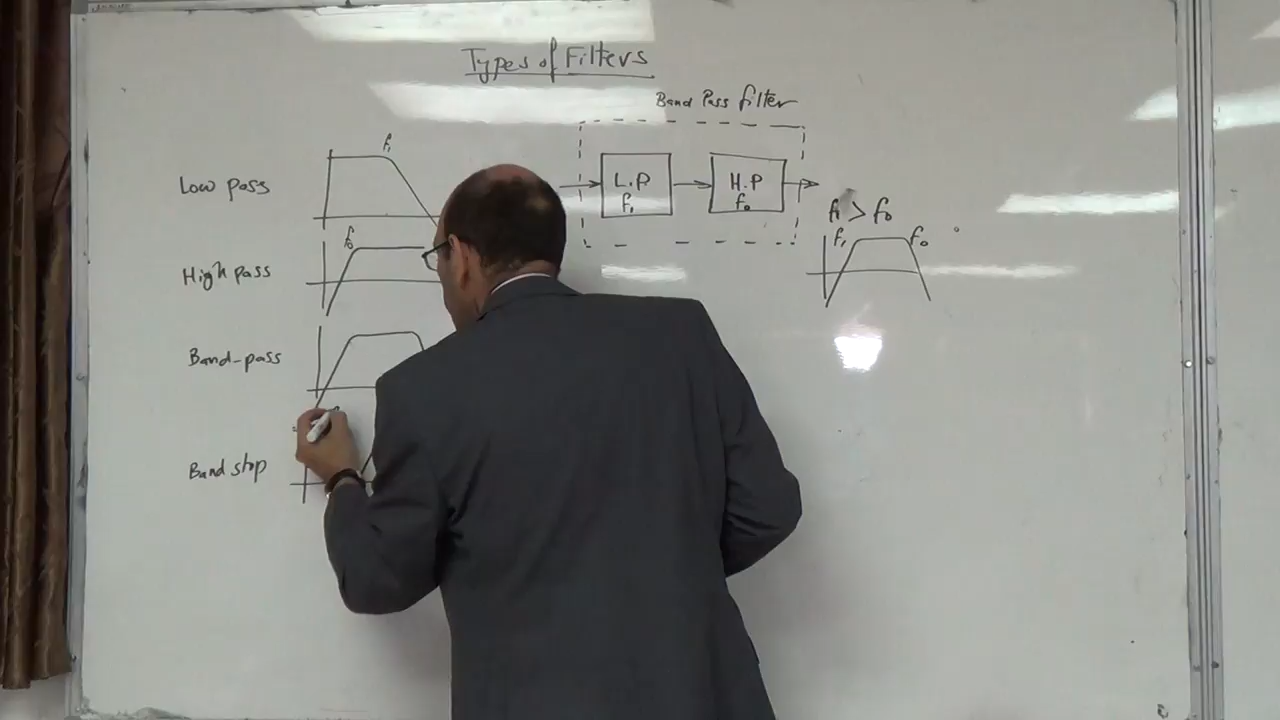 Types of Filters
Band Pass filter
Low pass
f₁
L.P
f₁
H.P
f₀
f₁ > f₀
High pass
f₀
f₁
f₀
Band-pass
Band stop